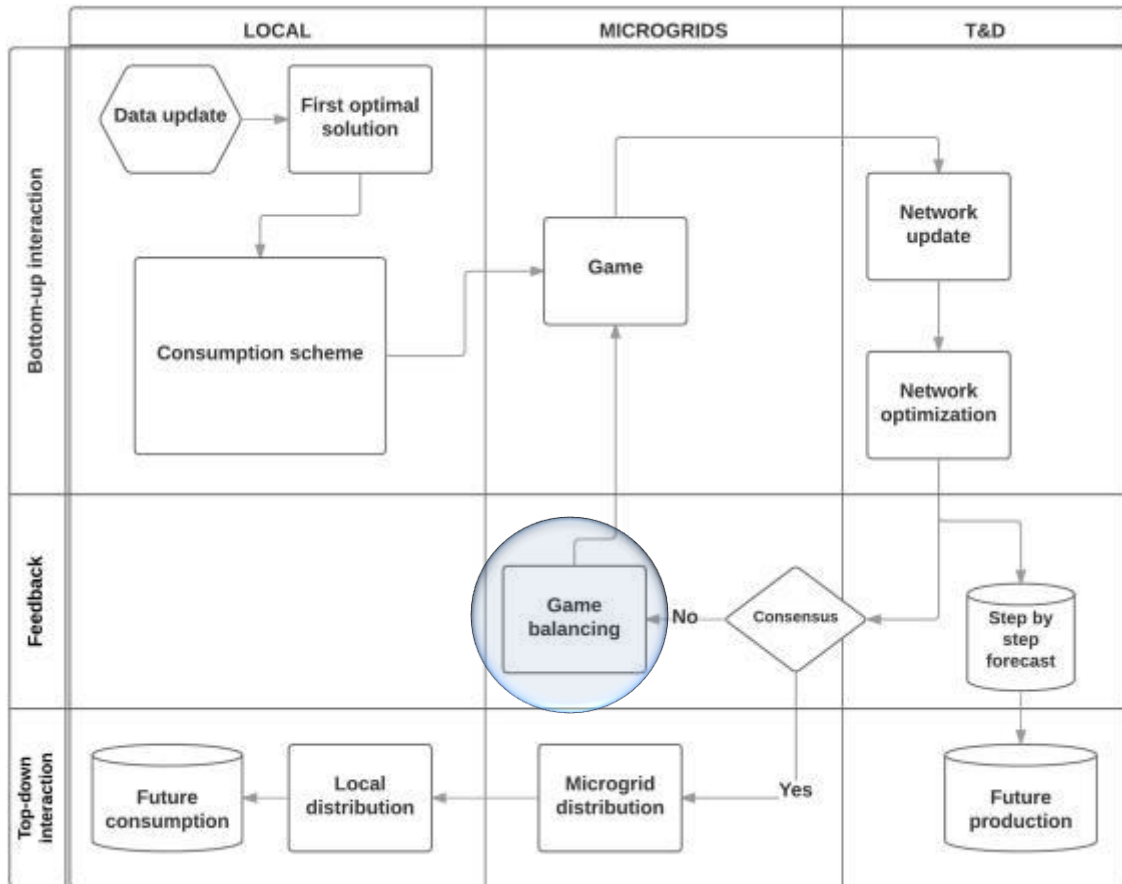 LOCAL
MICROGRIDS
T&D
Bottom-up interaction
Data update
First optimal
solution
Consumption scheme
Game
Network
update
Network
optimization
Feedback
Game
balancing
No
Consensus
Step by
step
forecast
Top-down
interaction
Future
consumption
Local
distribution
Microgrid
distribution
Yes
Future
production